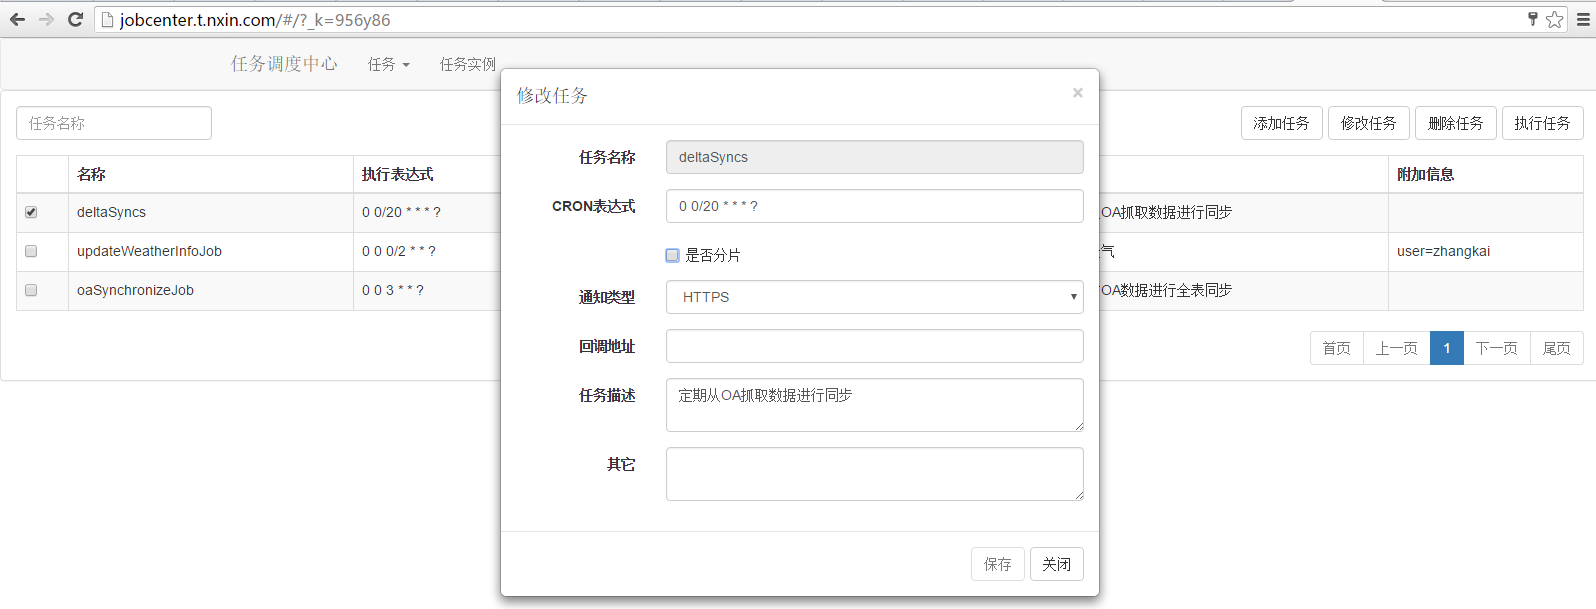 jobcenter.t.nxin.com/#/?_k=956y86
任务调度中心 任务 任务实例
任务名称
添加任务 修改任务 删除任务 执行任务
名称 执行表达式 附加信息
deltaSyncs 0 0/20 * * * ? OA抓取数据进行同步
updateWeatherInfoJob 0 0 0/2 * * ? 气 user=zhangkai
oaSynchronizeJob 0 0 3 * * ? OA数据进行全表同步
首页 上一页 1 下一页 尾页
修改任务 ×
任务名称 deltaSyncs
CRON表达式 0 0/20 * * * ?
是否分片
通知类型 HTTPS
回调地址
任务描述 定期从OA抓取数据进行同步
其它
保存 关闭